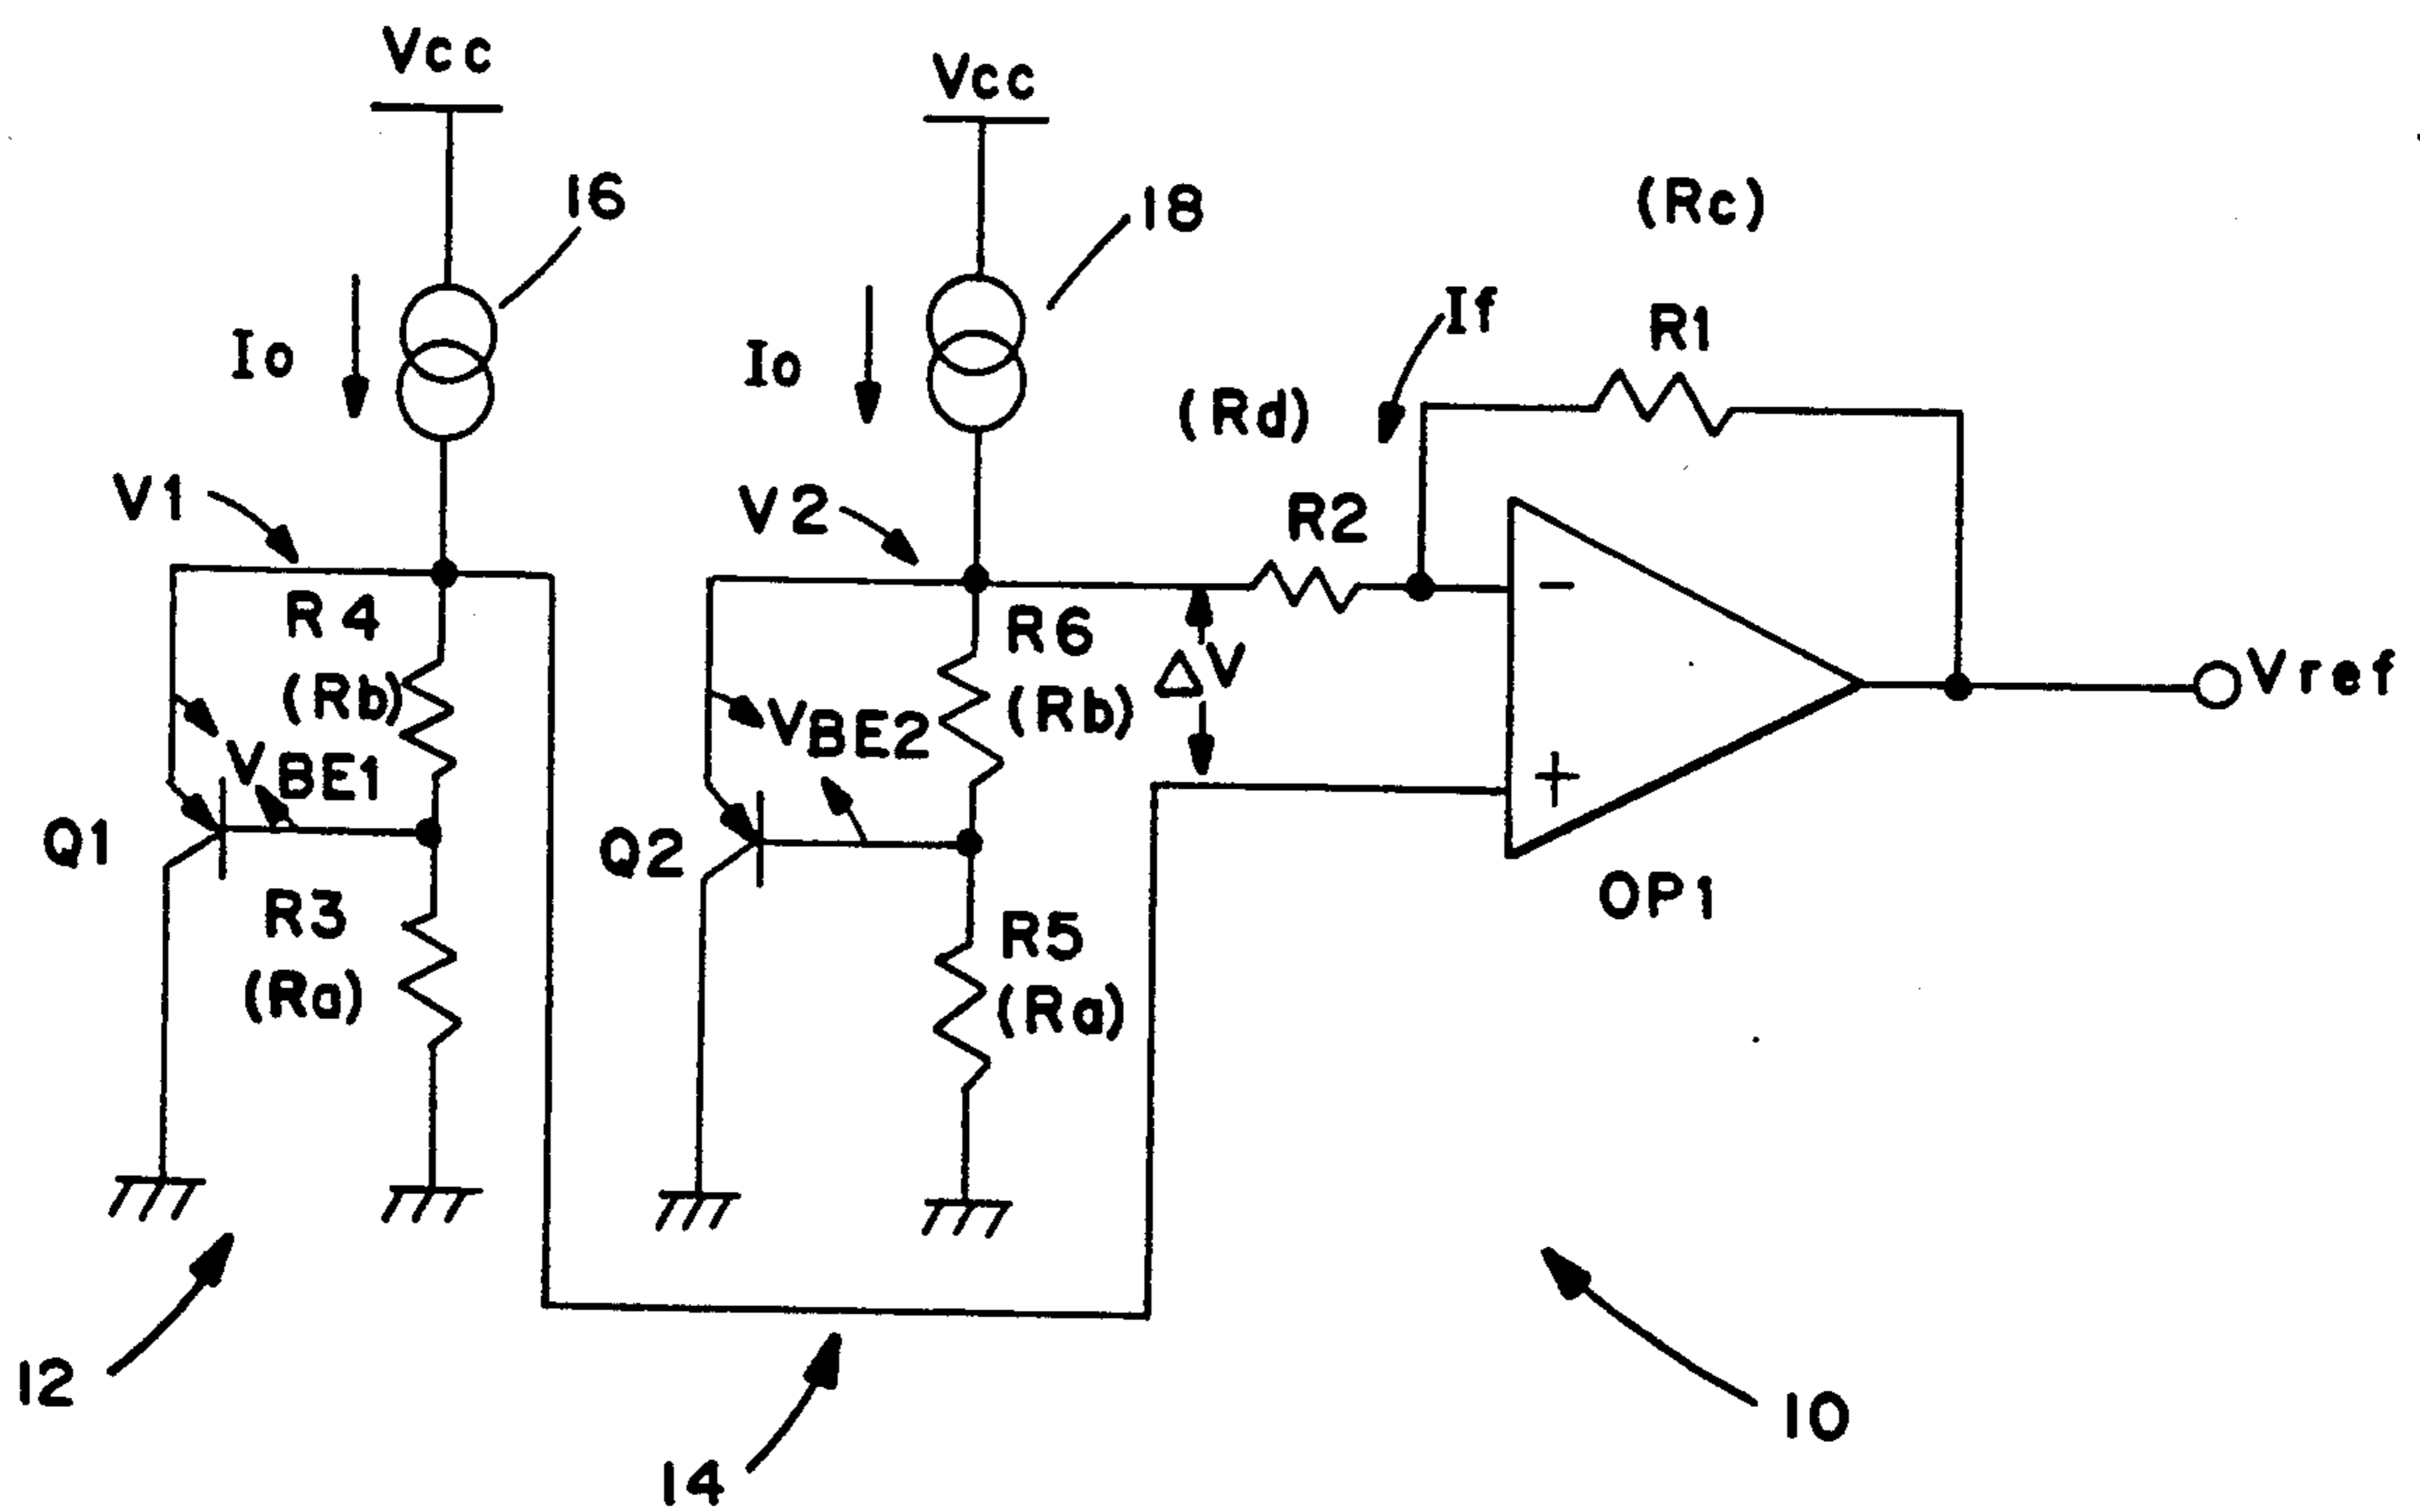 Vcc
Vcc
16
18
(Rc)
Io
Io
If
R1
(Rd)
V1
V2
R2
R4
(Rb)
R6
(Rb)
ΔV
−
Vref
VBE1
VBE2
+
Q1
Q2
OP1
R3
(Ra)
R5
(Ra)
12
14
10